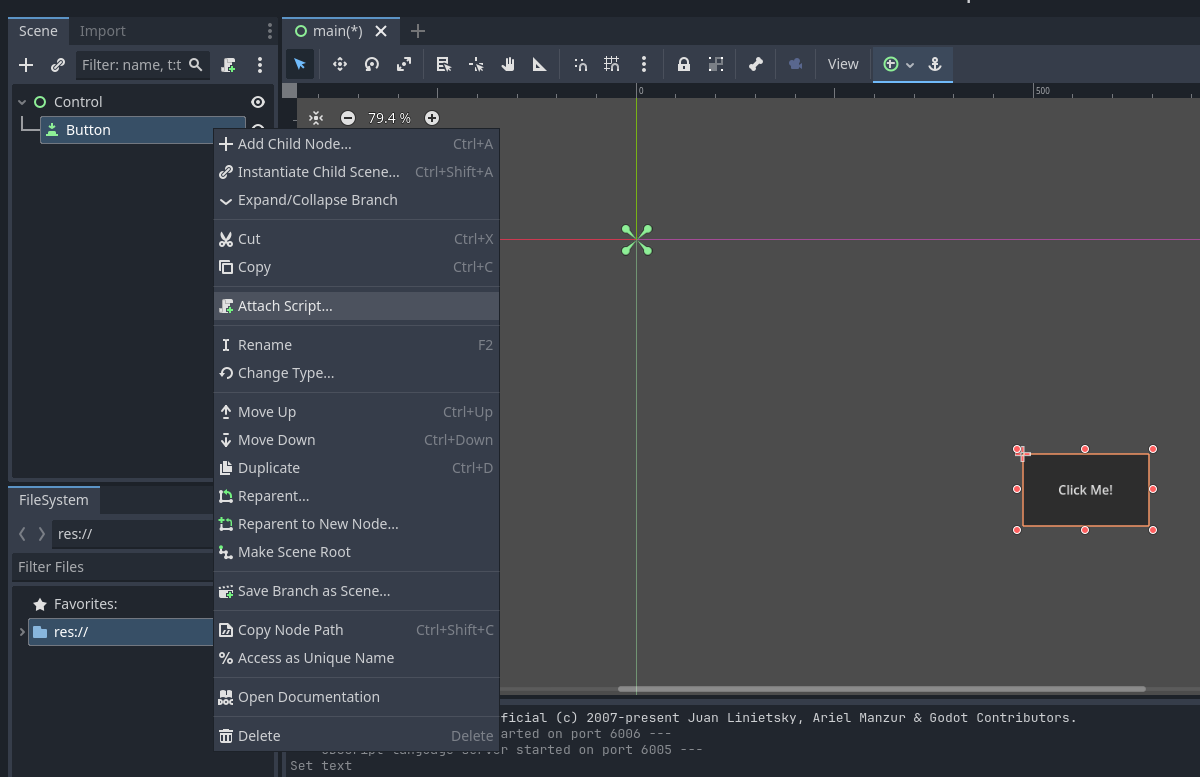 Scene Import
main(*)
Filter: name, t:t
View
Control
Button
0
500
79.4 %
Add Child Node... Ctrl+A
Instantiate Child Scene... Ctrl+Shift+A
Expand/Collapse Branch
Cut Ctrl+X
Copy Ctrl+C
Attach Script...
Rename F2
Change Type...
Move Up Ctrl+Up
Move Down Ctrl+Down
Duplicate Ctrl+D
Reparent...
Reparent to New Node...
Make Scene Root
Save Branch as Scene...
Copy Node Path Ctrl+Shift+C
Access as Unique Name
Open Documentation
Delete Delete
Click Me!
FileSystem
res://
Filter Files
Favorites:
res://
ficial (c) 2007-present Juan Linietsky, Ariel Manzur & Godot Contributors.
arted on port 6006 ---
server started on port 6005 ---
Set text